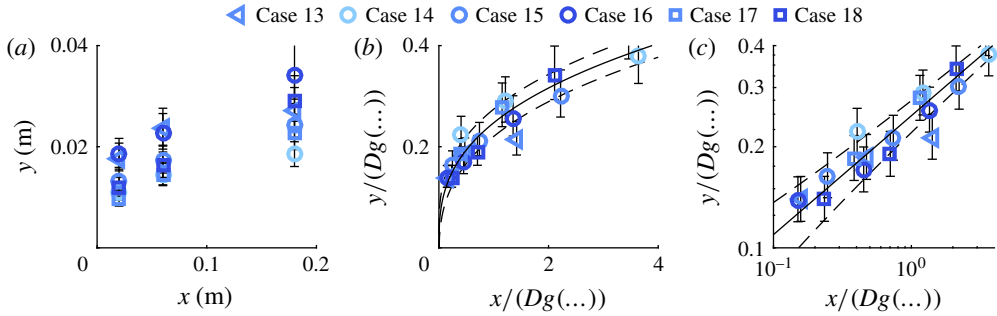 Case 13 Case 14 Case 15 Case 16 Case 17 Case 18
(a) (b) (c)
0.04 0.4 0.4
0.3
0.02 0.2 0.2
0 0.1 0.2 0 2 4 0.1 10⁻¹ 10⁰
y (m) y/(Dg(...)) y/(Dg(...))
x (m) x/(Dg(...)) x/(Dg(...))